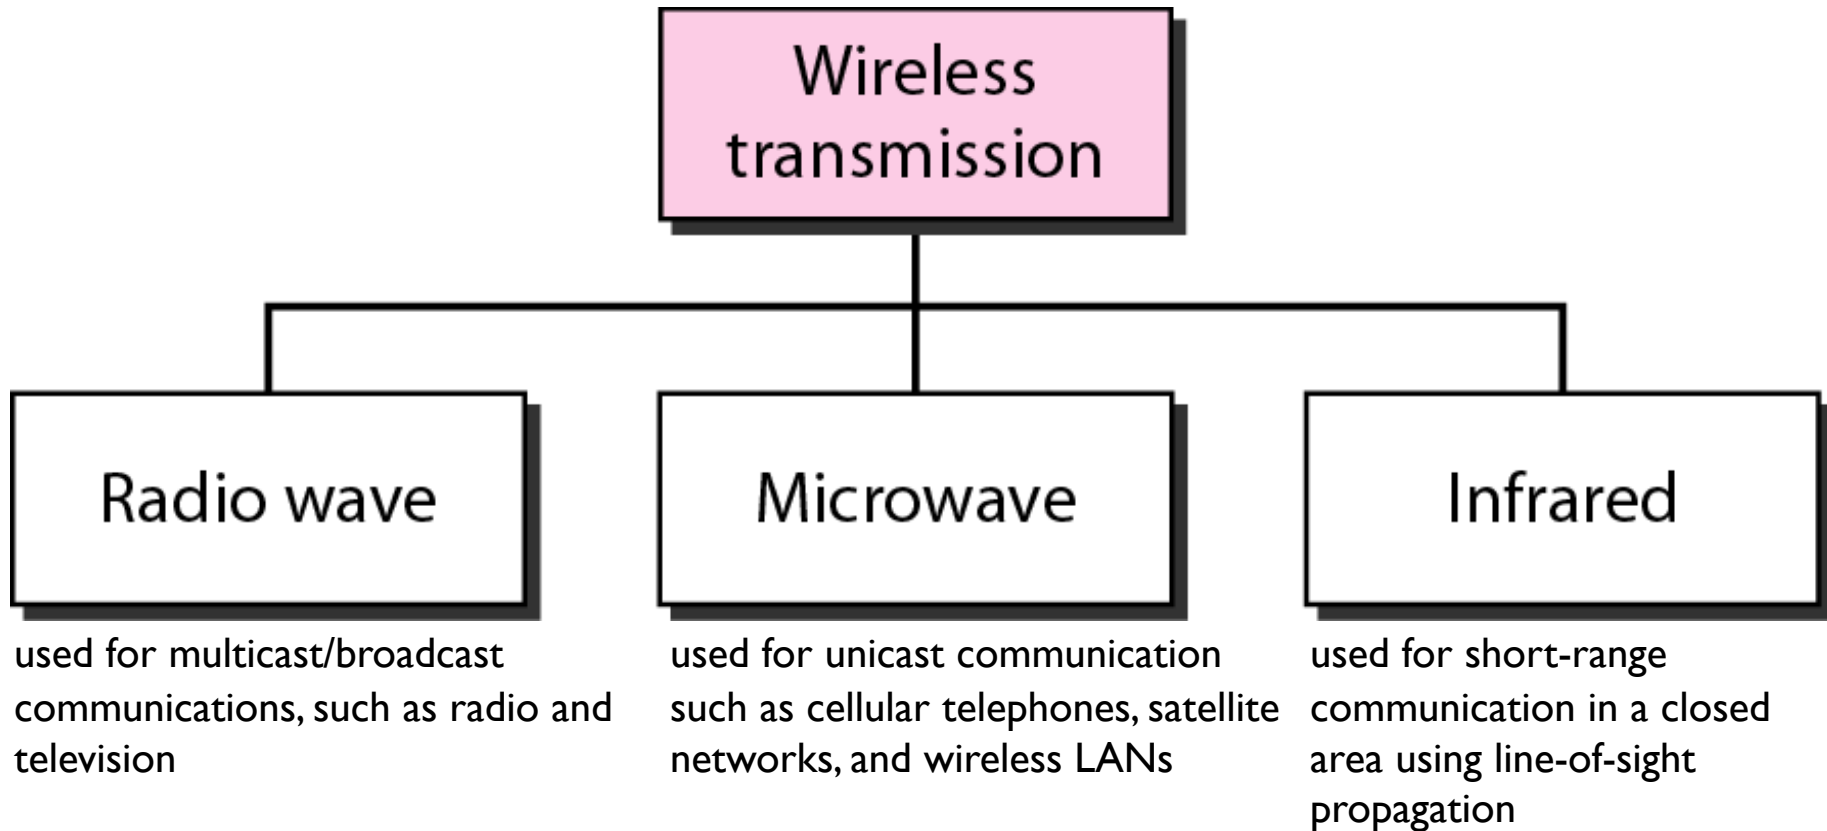 Wireless
transmission
Radio wave
Microwave
Infrared
used for multicast/broadcast
communications, such as radio and
television
used for unicast communication
such as cellular telephones, satellite
networks, and wireless LANs
used for short-range
communication in a closed
area using line-of-sight
propagation